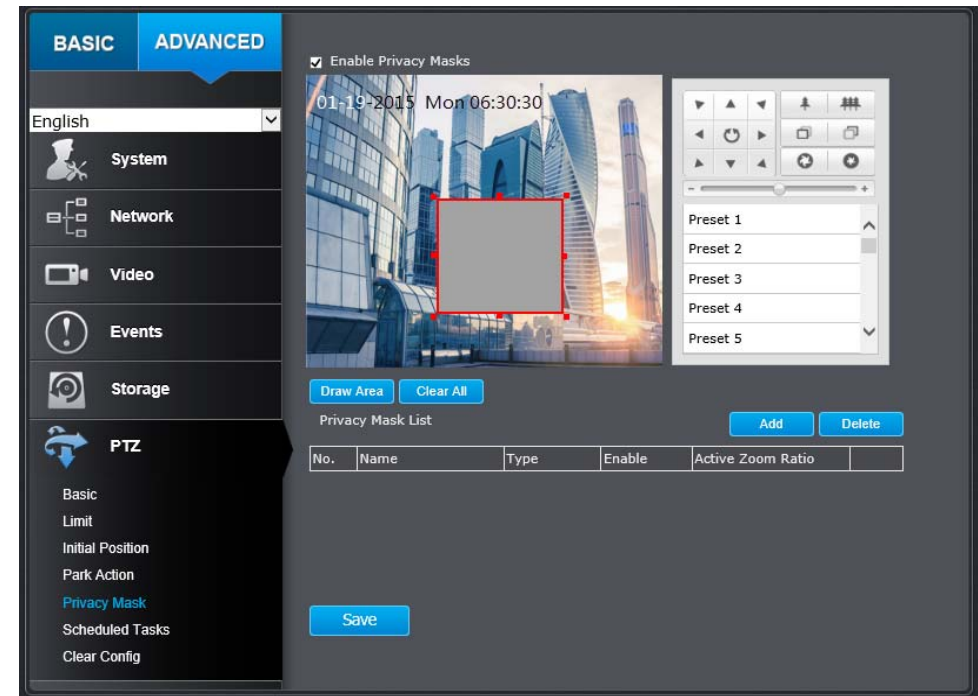 BASIC ADVANCED
Enable Privacy Masks
01-19-2015 Mon 06:30:30
English
System
Network
Video
Events
Storage
PTZ
Basic
Limit
Initial Position
Park Action
Privacy Mask
Scheduled Tasks
Clear Config
Preset 1
Preset 2
Preset 3
Preset 4
Preset 5
Draw Area Clear All
Privacy Mask List Add Delete
No. Name Type Enable Active Zoom Ratio
Save